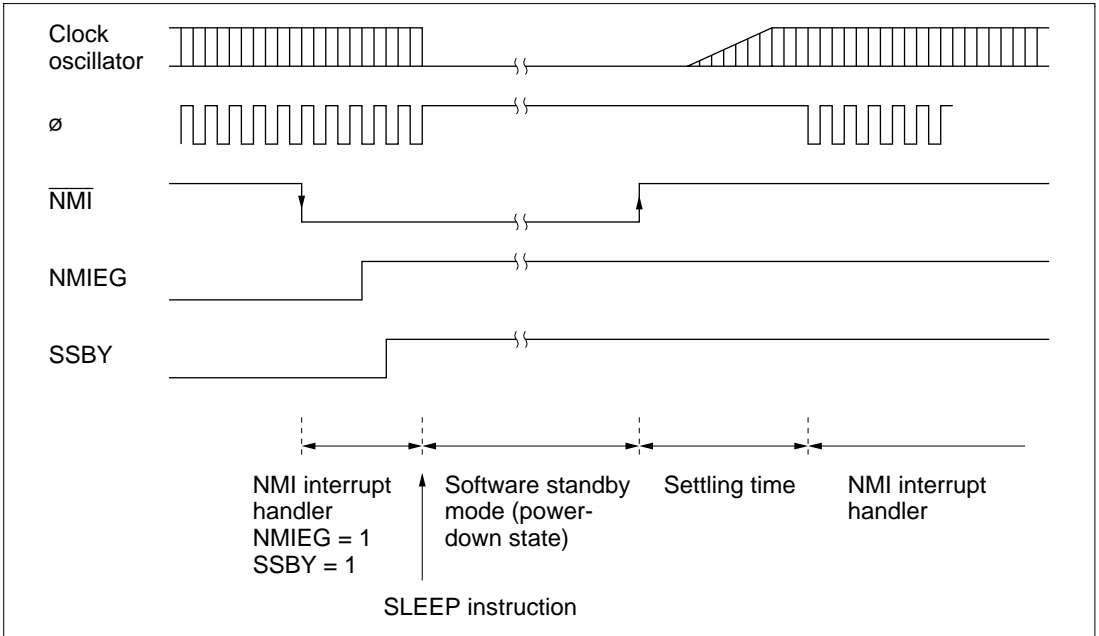 Clock
oscillator
ø
NMI
NMIEG
SSBY
NMI interrupt
handler
NMIEG = 1
SSBY = 1
Software standby
mode (power-
down state)
Settling time
NMI interrupt
handler
SLEEP instruction